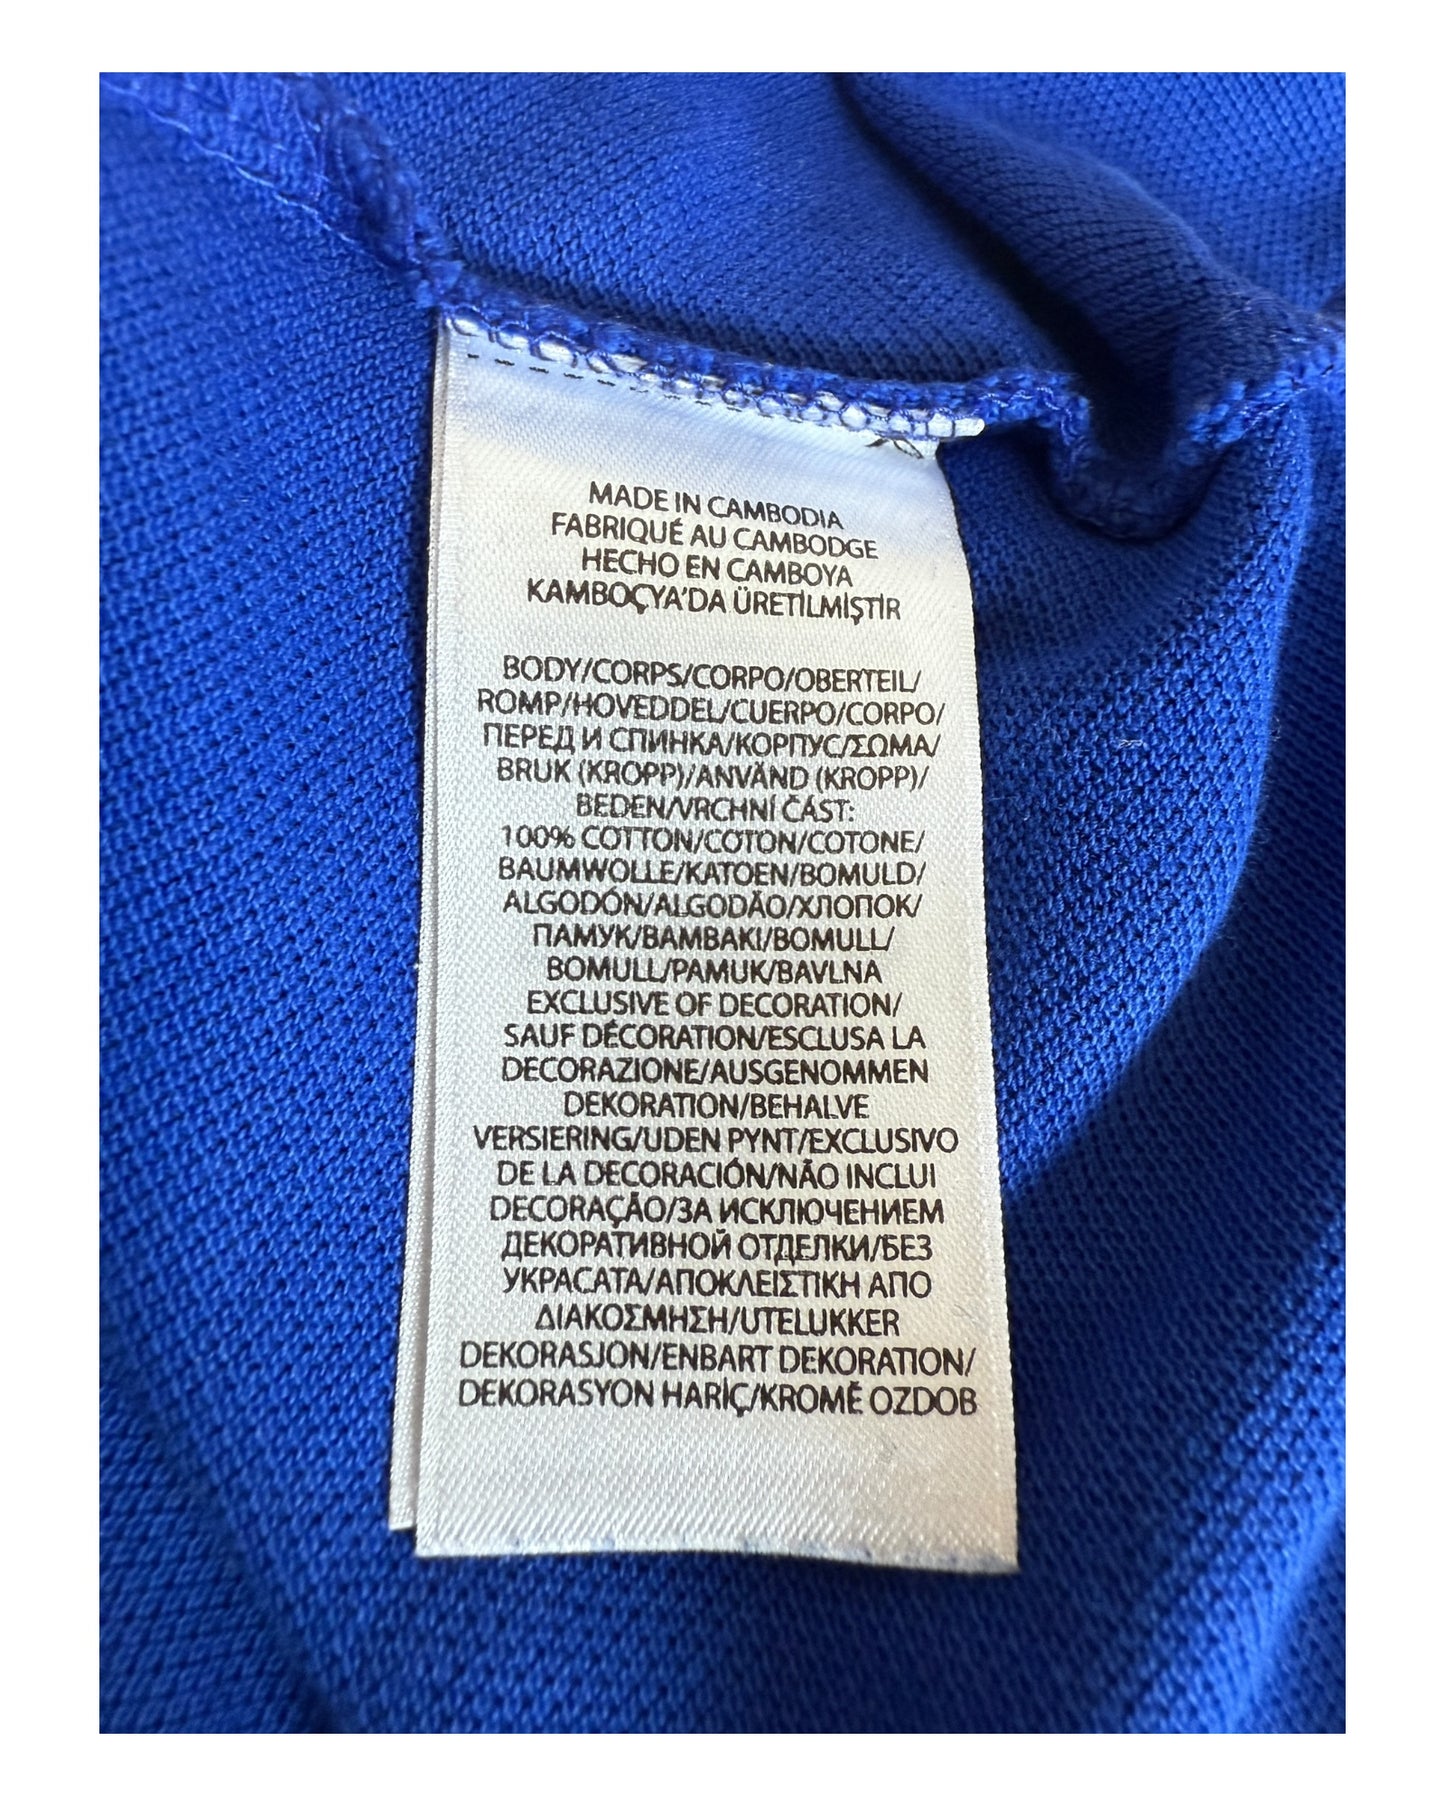 MADE IN CAMBODIA
FABRIQUÉ AU CAMBODGE
HECHO EN CAMBOYA
KAMBOÇYA'DA ÜRETİLMİŞTİR
BODY/CORPS/CORPO/OBERTEIL/
ROMP/HOVEDDEL/CUERPO/CORPO/
ПЕРЕД И СПИНКА/КОРПУС/ΣΩΜΑ/
BRUK (KROPP)/ANVÄND (KROPP)/
BEDEN/VRCHNÍ ČÁST:
100% COTTON/COTON/COTONE/
BAUMWOLLE/KATOEN/BOMULD/
ALGODÓN/ALGODÃO/ХЛОПОК/
ПАМУК/ΒΑΜΒΑΚΙ/BOMULL/
BOMULL/PAMUK/BAVLNA
EXCLUSIVE OF DECORATION/
SAUF DÉCORATION/ESCLUSA LA
DECORAZIONE/AUSGENOMMEN
DEKORATION/BEHALVE
VERSIERING/UDEN PYNT/EXCLUSIVO
DE LA DECORACIÓN/NÃO INCLUI
DECORAÇÃO/ЗА ИСКЛЮЧЕНИЕМ
ДЕКОРАТИВНОЙ ОТДЕЛКИ/БЕЗ
УКРАСАТА/ΑΠΟΚΛΕΙΣΤΙΚΗ ΑΠΟ
ΔΙΑΚΟΣΜΗΣΗ/UTELUKKER
DEKORASJON/ENBART DEKORATION/
DEKORASYON HARİÇ/KROMĚ OZDOB